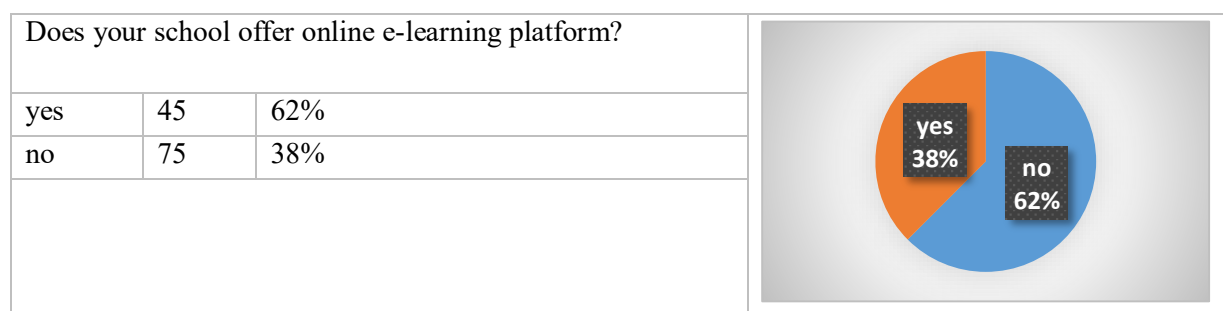 Does your school offer online e-learning platform?
yes 45 62%
no 75 38%
yes
38%
no
62%